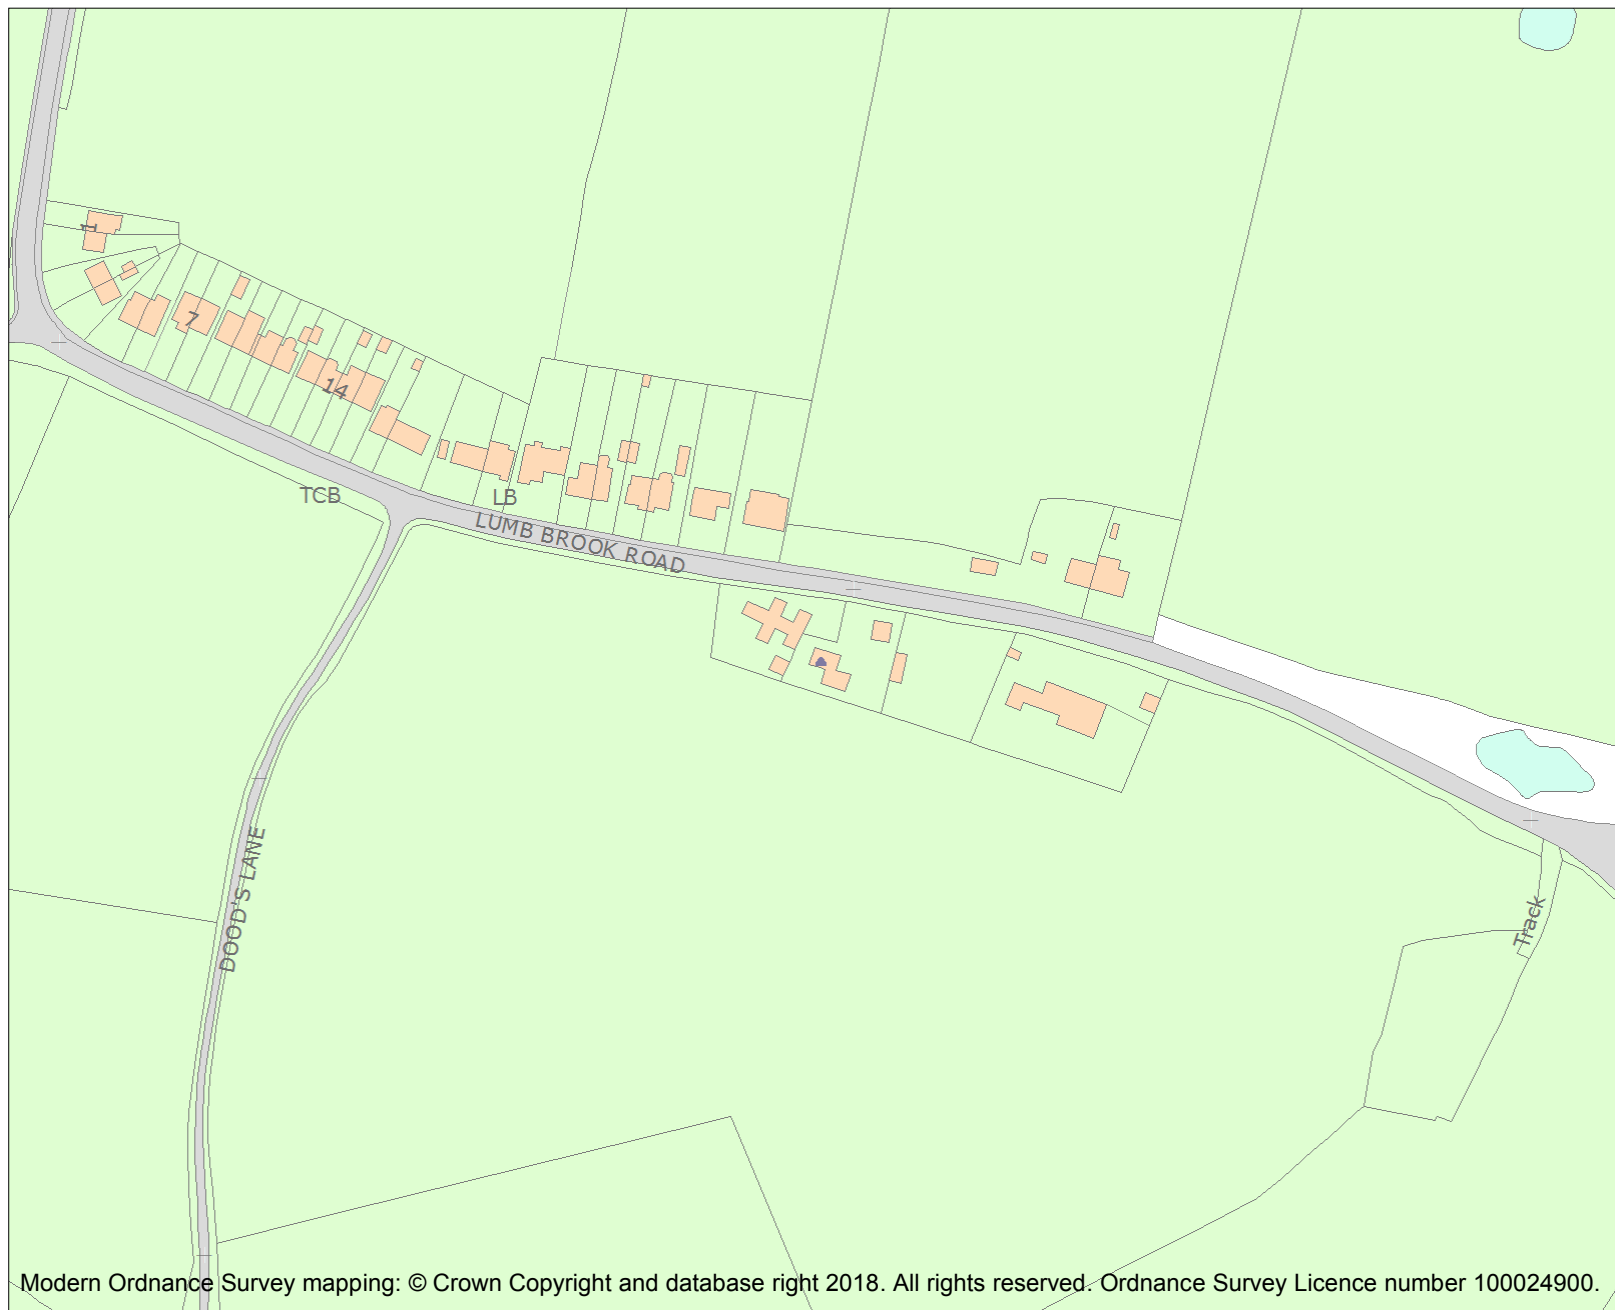 1
7
14
TCB
LB
LUMB BROOK ROAD
DOOD'S LANE
Track
Modern Ordnance Survey mapping: © Crown Copyright and database right 2018. All rights reserved. Ordnance Survey Licence number 100024900.